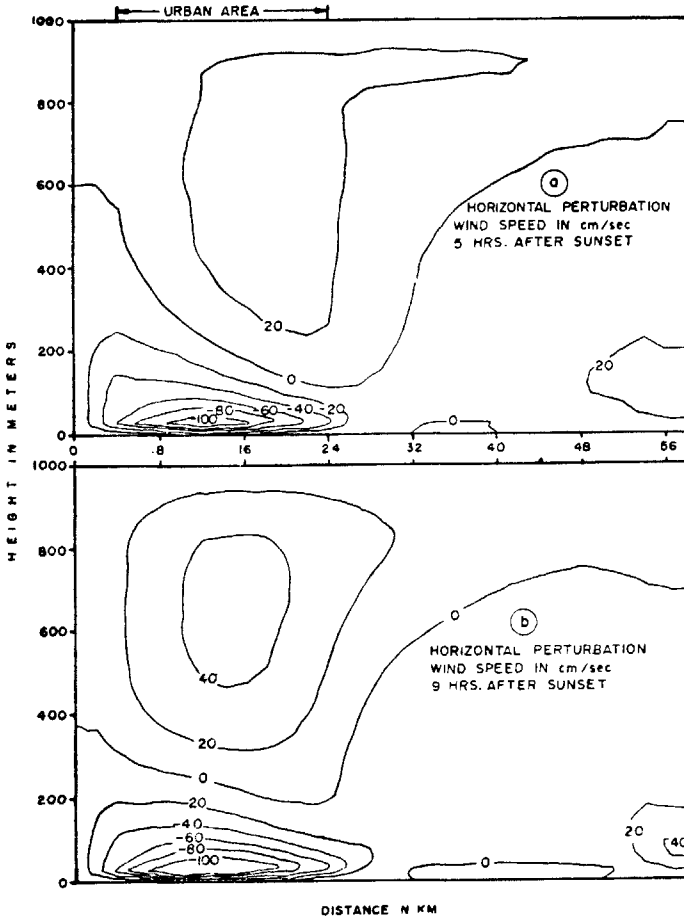 URBAN AREA
1000
800
600
400
200
0
a
HORIZONTAL PERTURBATION
WIND SPEED IN cm/sec
5 HRS. AFTER SUNSET
20
0
20
-80 -60 -40 -20
-100
0
0 8 16 24 32 40 48 56
HEIGHT IN METERS
1000
800
600
400
200
0
b
HORIZONTAL PERTURBATION
WIND SPEED IN cm/sec
9 HRS. AFTER SUNSET
0
40
20
0
20
-40
-60
-80
-100
0
20
40
DISTANCE N KM